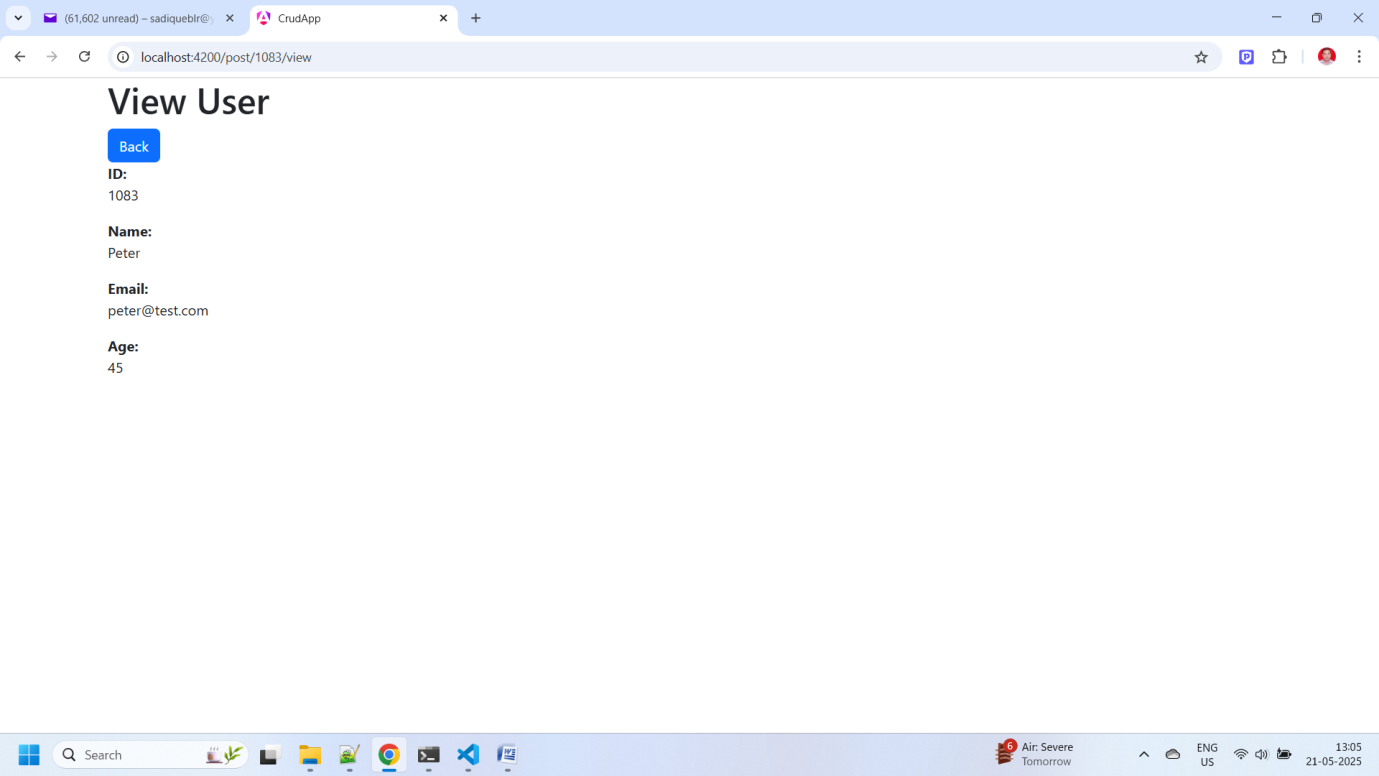 (61,602 unread) – sadiqueblr@y
CrudApp
localhost:4200/post/1083/view
View User
Back
ID:
1083
Name:
Peter
Email:
peter@test.com
Age:
45
Search
6
Air: Severe
Tomorrow
ENG
US
13:05
21-05-2025